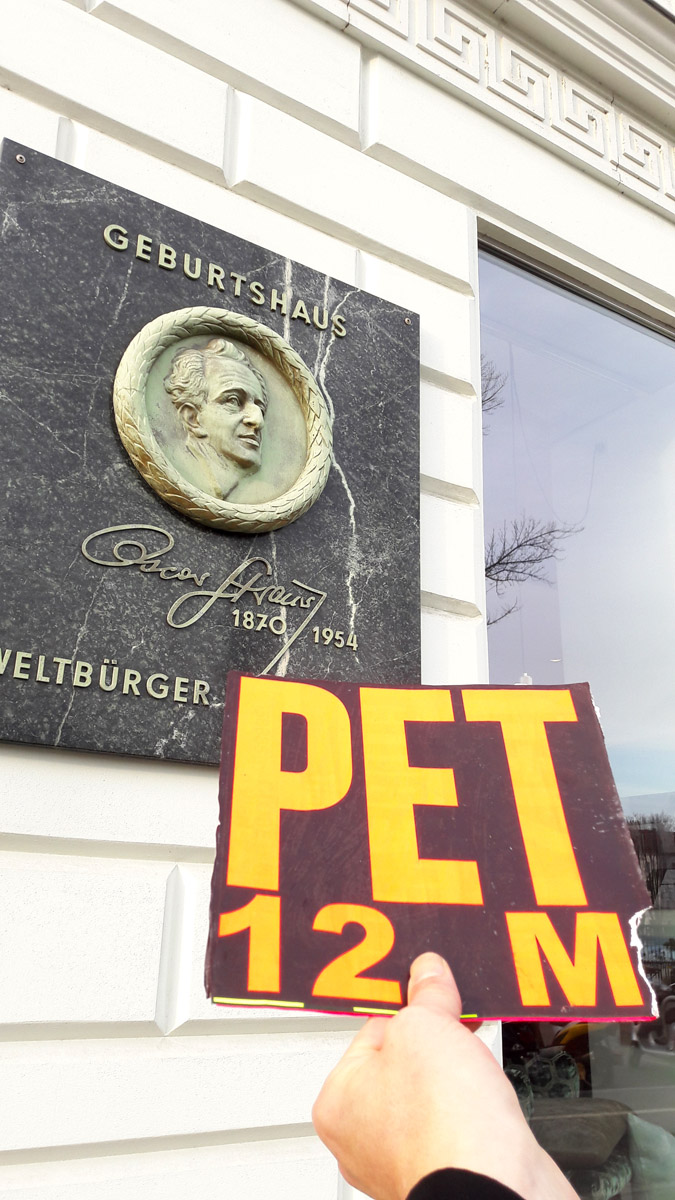 GEBURTSHAUS
Oscar Straus
1870 1954
WELTBÜRGER
PET
12 M